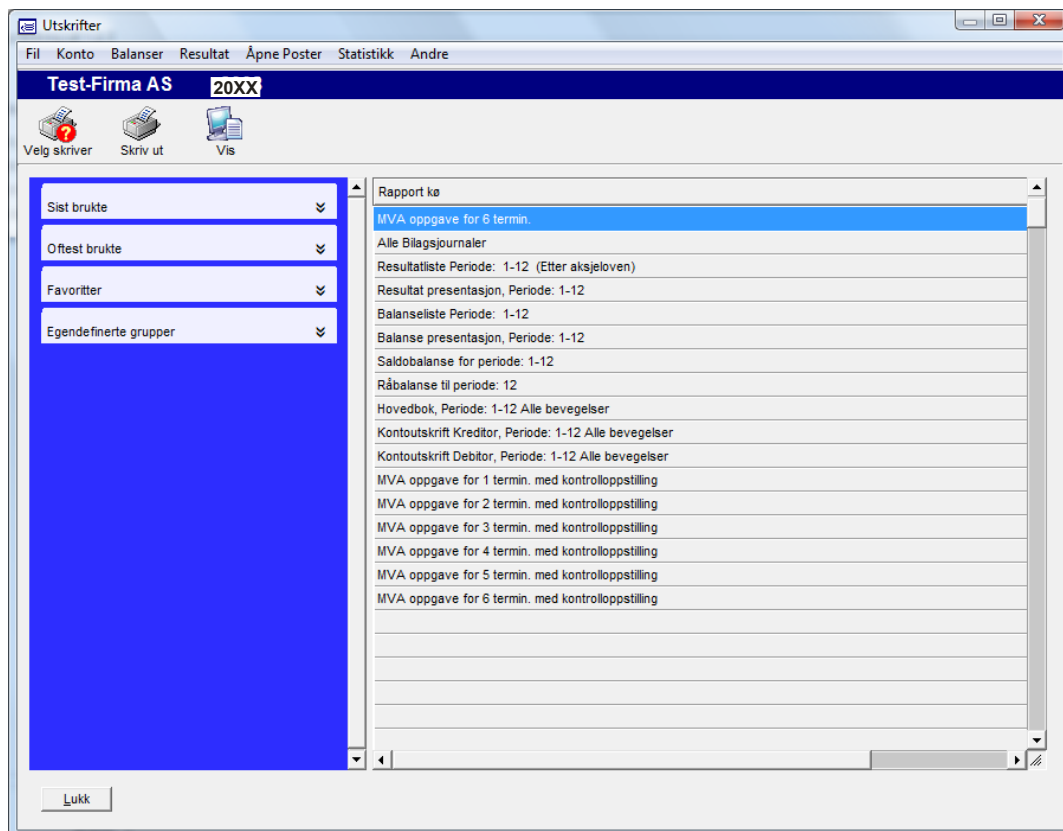 Utskrifter
Fil Konto Balanser Resultat Åpne Poster Statistikk Andre
Test-Firma AS 20XX
Velg skriver Skriv ut Vis
Sist brukte
Oftest brukte
Favoritter
Egendefinerte grupper
Rapport kø
MVA oppgave for 6 termin.
Alle Bilagsjournaler
Resultatliste Periode: 1-12 (Etter aksjeloven)
Resultat presentasjon, Periode: 1-12
Balanseliste Periode: 1-12
Balanse presentasjon, Periode: 1-12
Saldobalanse for periode: 1-12
Råbalanse til periode: 12
Hovedbok, Periode: 1-12 Alle bevegelser
Kontoutskrift Kreditor, Periode: 1-12 Alle bevegelser
Kontoutskrift Debitor, Periode: 1-12 Alle bevegelser
MVA oppgave for 1 termin. med kontrolloppstilling
MVA oppgave for 2 termin. med kontrolloppstilling
MVA oppgave for 3 termin. med kontrolloppstilling
MVA oppgave for 4 termin. med kontrolloppstilling
MVA oppgave for 5 termin. med kontrolloppstilling
MVA oppgave for 6 termin. med kontrolloppstilling
Lukk